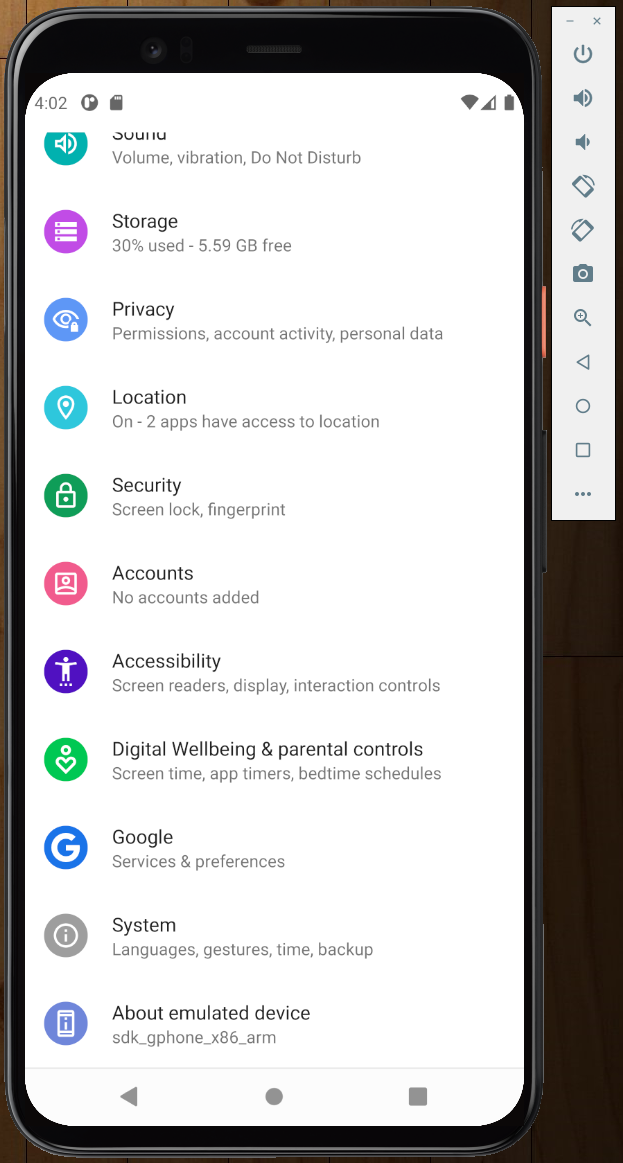 4:02
Sound
Volume, vibration, Do Not Disturb
Storage
30% used - 5.59 GB free
Privacy
Permissions, account activity, personal data
Location
On - 2 apps have access to location
Security
Screen lock, fingerprint
Accounts
No accounts added
Accessibility
Screen readers, display, interaction controls
Digital Wellbeing & parental controls
Screen time, app timers, bedtime schedules
Google
Services & preferences
System
Languages, gestures, time, backup
About emulated device
sdk_gphone_x86_arm